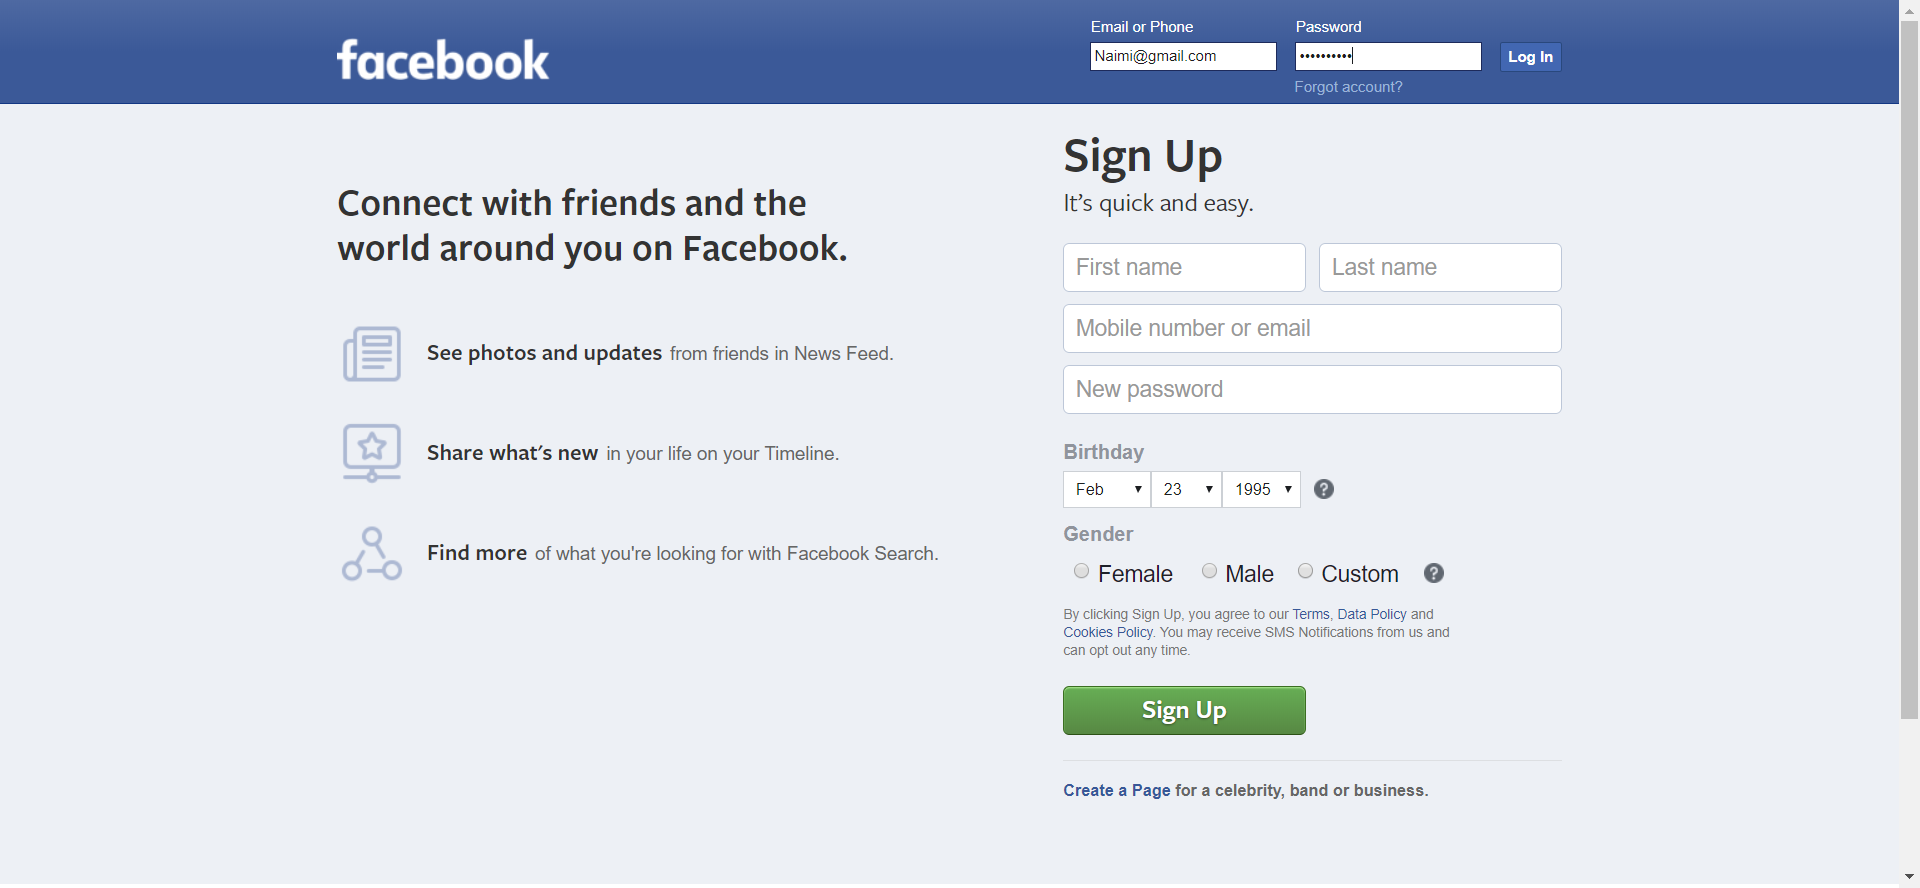 facebook
Email or Phone
Password
Naimi@gmail.com
••••••••••
Log In
Forgot account?
Connect with friends and the
world around you on Facebook.
See photos and updates from friends in News Feed.
Share what's new in your life on your Timeline.
Find more of what you're looking for with Facebook Search.
Sign Up
It's quick and easy.
First name
Last name
Mobile number or email
New password
Birthday
Feb
23
1995
?
Gender
Female
Male
Custom
?
By clicking Sign Up, you agree to our Terms, Data Policy and
Cookies Policy. You may receive SMS Notifications from us and
can opt out any time.
Sign Up
Create a Page for a celebrity, band or business.